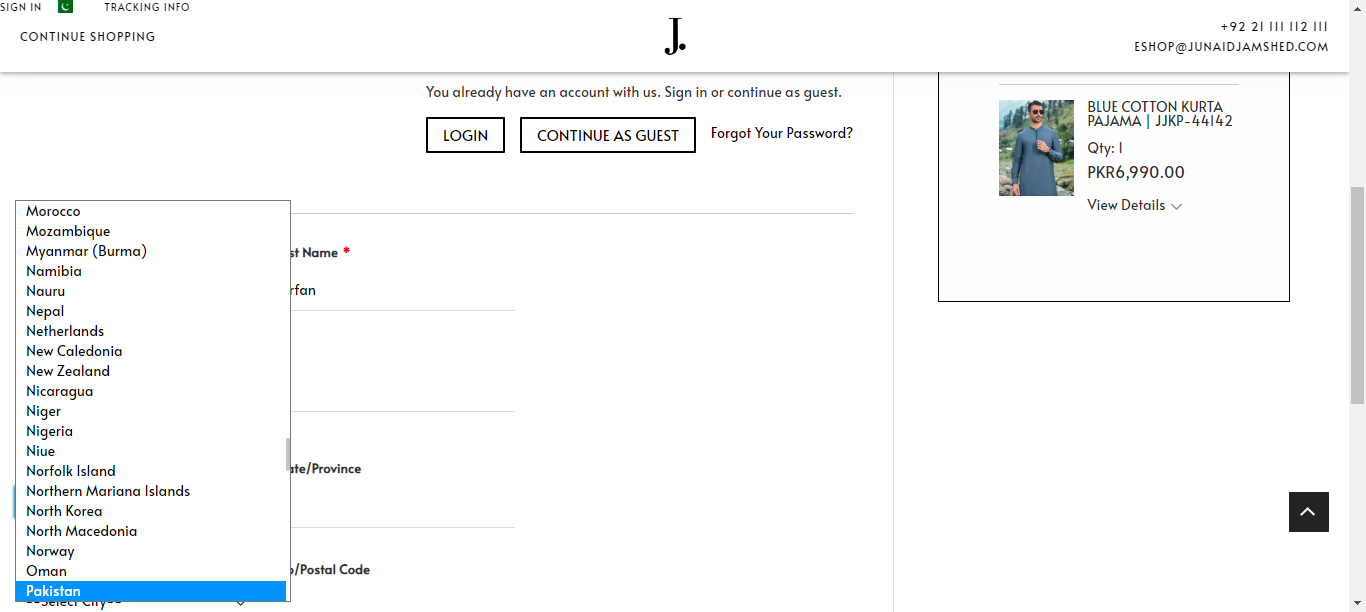 SIGN IN
TRACKING INFO
CONTINUE SHOPPING
J.
+92 21 111 112 111
ESHOP@JUNAIDJAMSHED.COM
You already have an account with us. Sign in or continue as guest.
LOGIN
CONTINUE AS GUEST
Forgot Your Password?
BLUE COTTON KURTA
PAJAMA | JJKP-44142
Qty: 1
PKR6,990.00
View Details
Morocco
Mozambique
Myanmar (Burma)
Namibia
Nauru
Nepal
Netherlands
New Caledonia
New Zealand
Nicaragua
Niger
Nigeria
Niue
Norfolk Island
Northern Mariana Islands
North Korea
North Macedonia
Norway
Oman
Pakistan
st Name *
rfan
ate/Province
/Postal Code
--Select City--